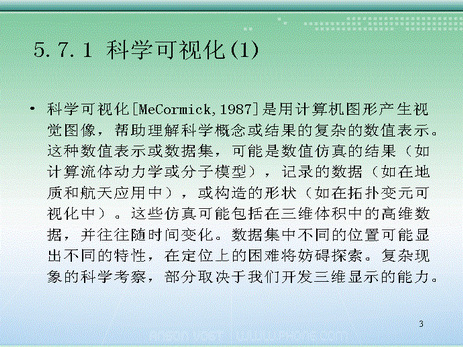 5.7.1 科学可视化(1)
• 科学可视化[MeCormick,1987]是用计算机图形产生视
觉图像，帮助理解科学概念或结果的复杂的数值表示。
这种数值表示或数据集，可能是数值仿真的结果（如
计算流体动力学或分子模型），记录的数据（如在地
质和航天应用中），或构造的形状（如在拓扑变元可
视化中）。这些仿真可能包括在三维体积中的高维数
据，并往往随时间变化。数据集中不同的位置可能显
出不同的特性，在定位上的困难将妨碍探索。复杂现
象的科学考察，部分取决于我们开发三维显示的能力。
3